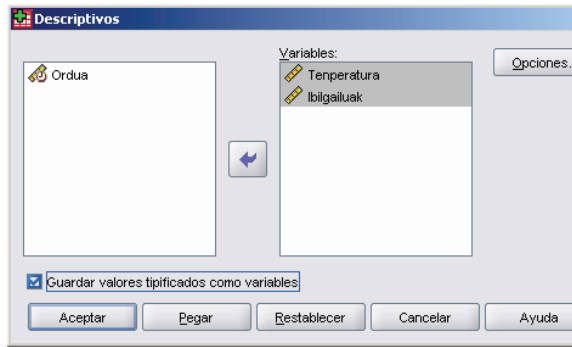 Descriptivos
Variables:
Ordua
Tenperatura
Ibilgailuak
Opciones.
Guardar valores tipificados como variables
Aceptar
Pegar
Restablecer
Cancelar
Ayuda